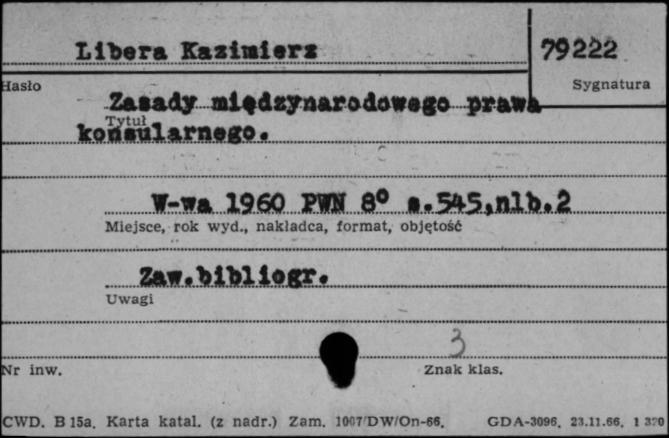 Libera Kazimierz
79222
Hasło
Sygnatura
Zasady międzynarodowego prawa
Tytuł
konsularnego.
W-wa 1960 PWN 8° s.545,nlb.2
Miejsce, rok wyd., nakładca, format, objętość
Zaw.bibliogr.
Uwagi
3
Nr inw.
Znak klas.
CWD. B 15a. Karta katal. (z nadr.) Zam. 1007/DW/On-66. GDA-3096. 23.11.66.